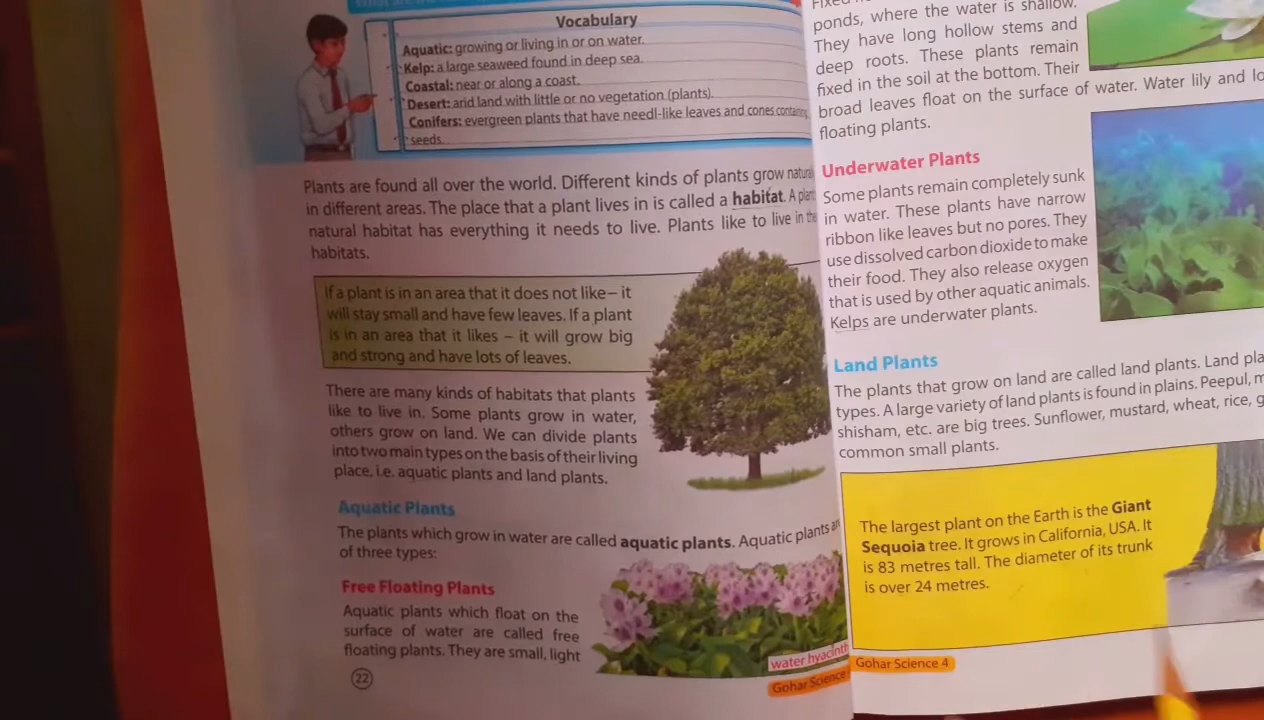 Vocabulary
Aquatic: growing or living in or on water.
Kelp: a large seaweed found in deep sea.
Coastal: near or along a coast.
Desert: arid land with little or no vegetation (plants).
Conifers: evergreen plants that have needl-like leaves and cones
seeds.
Plants are found all over the world. Different kinds of plants grow
in different areas. The place that a plant lives in is called a habitat. A
natural habitat has everything it needs to live. Plants like to live in
habitats.
If a plant is in an area that it does not like – it
will stay small and have few leaves. If a plant
is in an area that it likes – it will grow big
and strong and have lots of leaves.
There are many kinds of habitats that plants
like to live in. Some plants grow in water,
others grow on land. We can divide plants
into two main types on the basis of their living
place, i.e. aquatic plants and land plants.
Aquatic Plants
The plants which grow in water are called aquatic plants. Aquatic plants
of three types:
Free Floating Plants
Aquatic plants which float on the
surface of water are called free
floating plants. They are small, light
water hyacinth
22
Gohar Science
ponds, where the water is shallow.
They have long hollow stems and
deep roots. These plants remain
fixed in the soil at the bottom. Their
broad leaves float on the surface of water. Water lily and
floating plants.
Underwater Plants
Some plants remain completely sunk
in water. These plants have narrow
ribbon like leaves but no pores. They
use dissolved carbon dioxide to make
their food. They also release oxygen
that is used by other aquatic animals.
Kelps are underwater plants.
Land Plants
The plants that grow on land are called land plants. Land
types. A large variety of land plants is found in plains. Peepul,
shisham, etc. are big trees. Sunflower, mustard, wheat, rice,
common small plants.
The largest plant on the Earth is the Giant
Sequoia tree. It grows in California, USA. It
is 83 metres tall. The diameter of its trunk
is over 24 metres.
Gohar Science 4